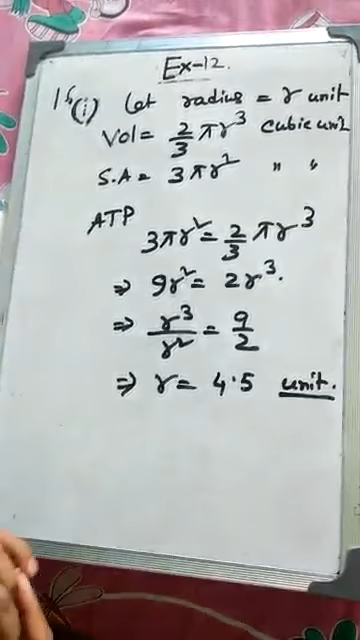 Ex-12.
15(i) Let radius = r unit
Vol = 2/3 πr³ cubic unit
S.A = 3πr² " "
ATP
3πr² = 2/3 πr³
⇒ 9r² = 2r³.
⇒ r³/r² = 9/2
⇒ r = 4.5 unit.